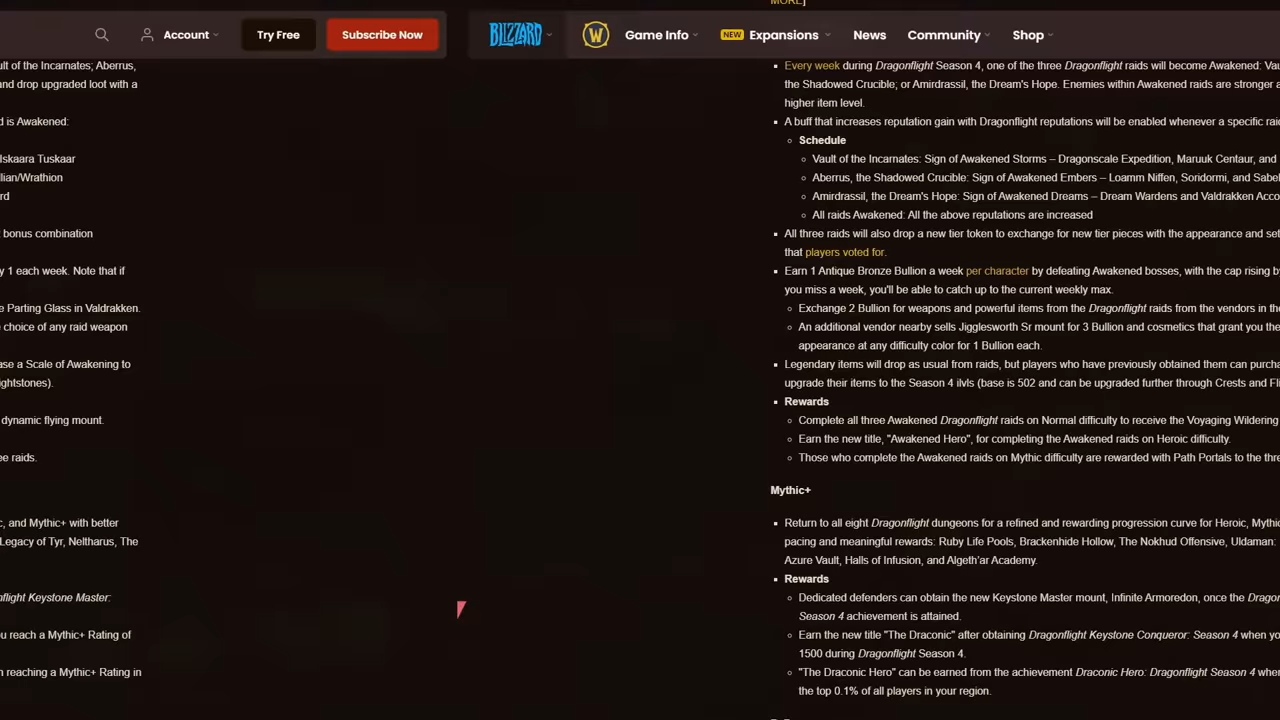 MORE]
Account
Try Free
Subscribe Now
BLIZZARD
W
Game Info
NEW
Expansions
News
Community
Shop
ult of the Incarnates; Aberrus,
and drop upgraded loot with a
d is Awakened:
Iskaara Tuskaar
llian/Wrathion
rd
bonus combination
y 1 each week. Note that if
e Parting Glass in Valdrakken.
choice of any raid weapon
ase a Scale of Awakening to
ightstones).
dynamic flying mount.
ee raids.
c, and Mythic+ with better
Legacy of Tyr, Neltharus, The
flight Keystone Master:
u reach a Mythic+ Rating of
n reaching a Mythic+ Rating in
Every week during Dragonflight Season 4, one of the three Dragonflight raids will become Awakened: Vau
the Shadowed Crucible; or Amirdrassil, the Dream's Hope. Enemies within Awakened raids are stronger a
higher item level.
A buff that increases reputation gain with Dragonflight reputations will be enabled whenever a specific raid
Schedule
Vault of the Incarnates: Sign of Awakened Storms – Dragonscale Expedition, Maruuk Centaur, and
Aberrus, the Shadowed Crucible: Sign of Awakened Embers – Loamm Niffen, Soridormi, and Sabel
Amirdrassil, the Dream's Hope: Sign of Awakened Dreams – Dream Wardens and Valdrakken Acco
All raids Awakened: All the above reputations are increased
All three raids will also drop a new tier token to exchange for new tier pieces with the appearance and set
that players voted for.
Earn 1 Antique Bronze Bullion a week per character by defeating Awakened bosses, with the cap rising by
you miss a week, you'll be able to catch up to the current weekly max.
Exchange 2 Bullion for weapons and powerful items from the Dragonflight raids from the vendors in the
An additional vendor nearby sells Jigglesworth Sr mount for 3 Bullion and cosmetics that grant you the
appearance at any difficulty color for 1 Bullion each.
Legendary items will drop as usual from raids, but players who have previously obtained them can purcha
upgrade their items to the Season 4 ilvls (base is 502 and can be upgraded further through Crests and Fli
Rewards
Complete all three Awakened Dragonflight raids on Normal difficulty to receive the Voyaging Wildering
Earn the new title, "Awakened Hero", for completing the Awakened raids on Heroic difficulty.
Those who complete the Awakened raids on Mythic difficulty are rewarded with Path Portals to the thre
Mythic+
Return to all eight Dragonflight dungeons for a refined and rewarding progression curve for Heroic, Mythic
pacing and meaningful rewards: Ruby Life Pools, Brackenhide Hollow, The Nokhud Offensive, Uldaman:
Azure Vault, Halls of Infusion, and Algeth'ar Academy.
Rewards
Dedicated defenders can obtain the new Keystone Master mount, Infinite Armoredon, once the Dragon
Season 4 achievement is attained.
Earn the new title "The Draconic" after obtaining Dragonflight Keystone Conqueror: Season 4 when yo
1500 during Dragonflight Season 4.
"The Draconic Hero" can be earned from the achievement Draconic Hero: Dragonflight Season 4 when
the top 0.1% of all players in your region.